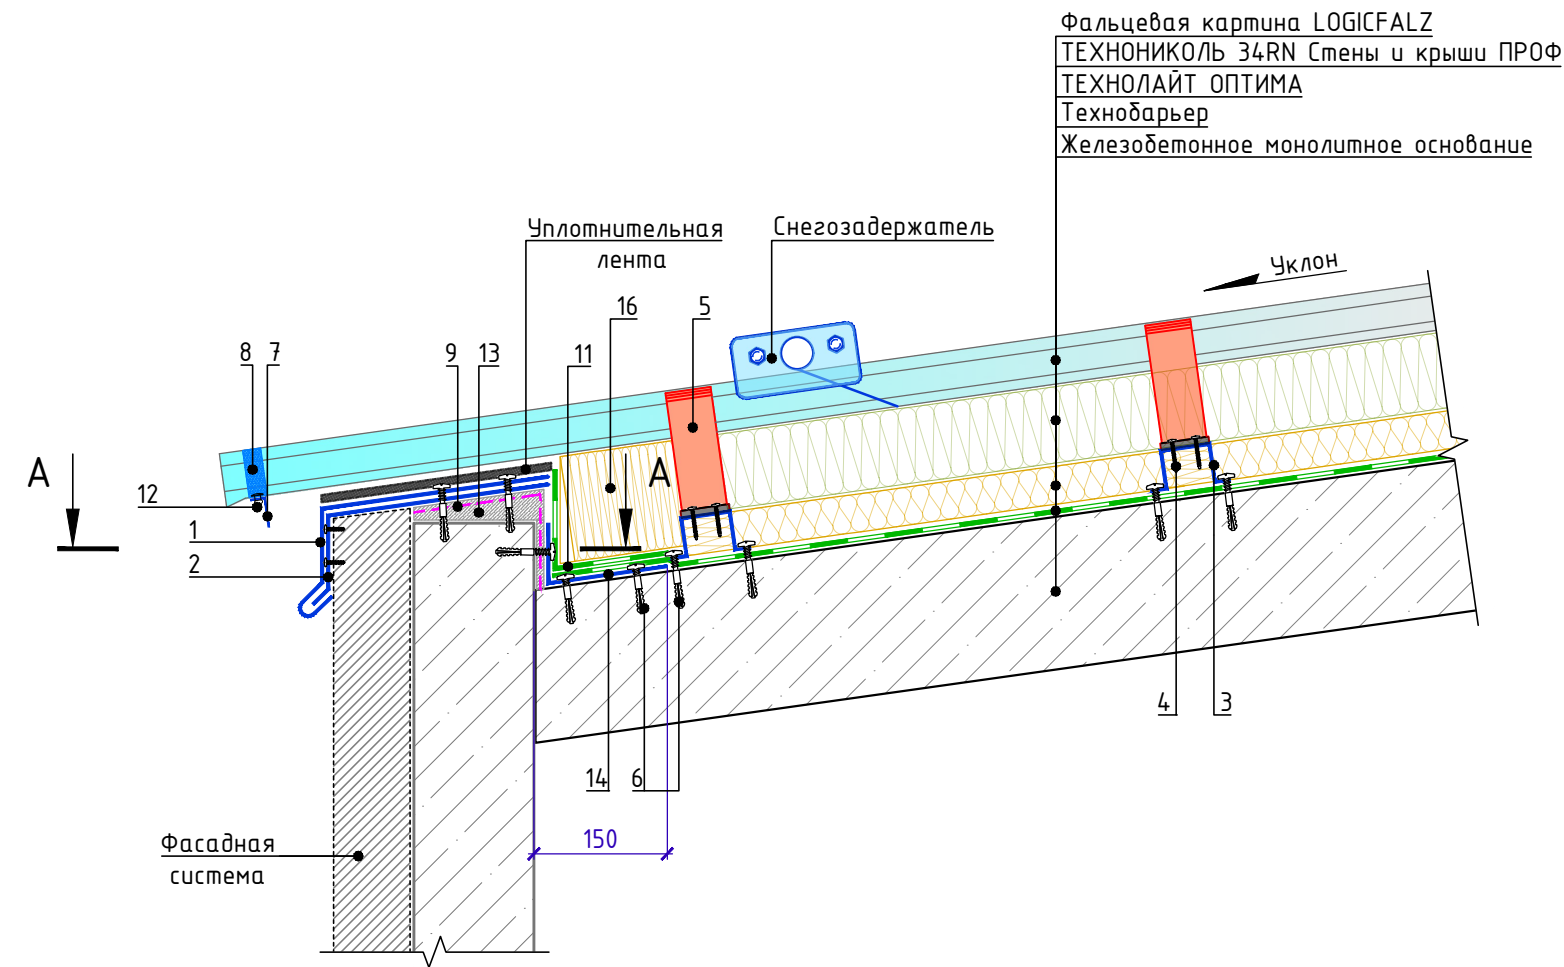 Фальцевая картина LOGICFALZ
ТЕХНОНИКОЛЬ 34RN Стены и крыши ПРОФ
ТЕХНОЛАЙТ ОПТИМА
Технобарьер
Железобетонное монолитное основание
Уплотнительная
лента
Снегозадержатель
Уклон
16
5
8
7
9
13
11
А
А
12
1
2
4
3
14
6
150
Фасадная
система